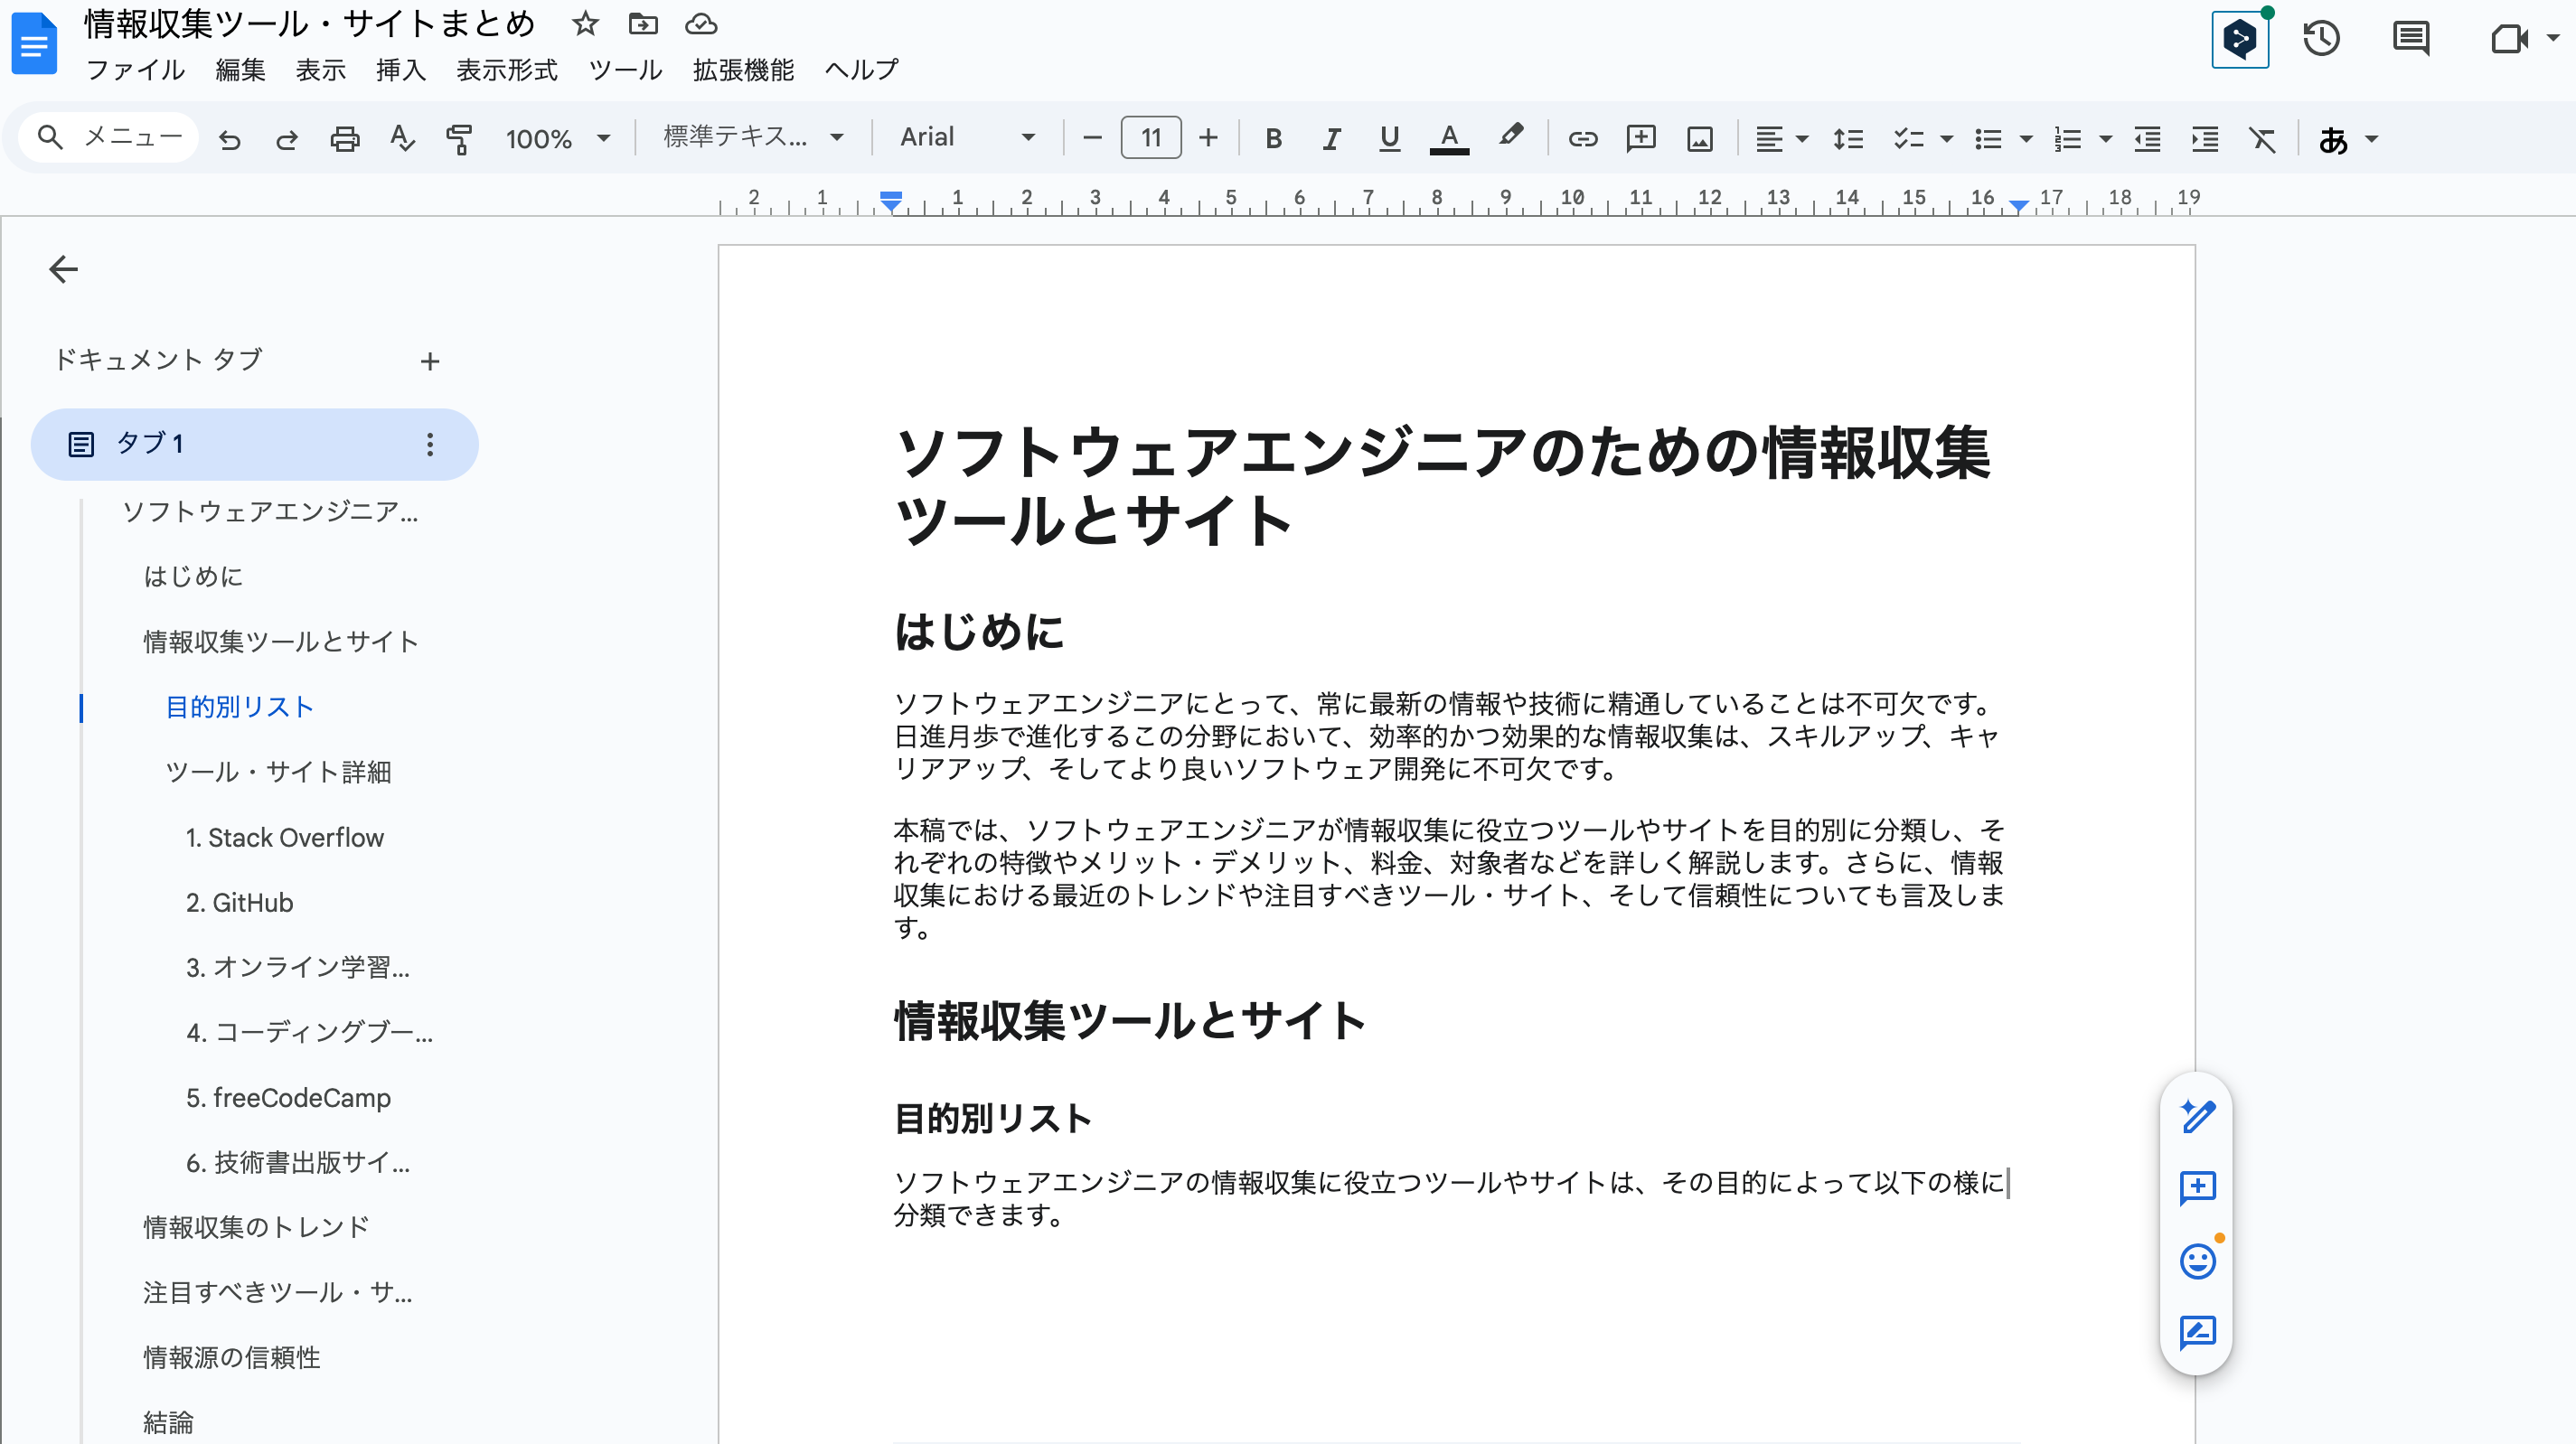 情報収集ツール・サイトまとめ
ファイル 編集 表示 挿入 表示形式 ツール 拡張機能 ヘルプ
メニュー 100% 標準テキス... Arial 11 B I U A あ
2 1 1 2 3 4 5 6 7 8 9 10 11 12 13 14 15 16 17 18 19
ドキュメント タブ
タブ 1
ソフトウェアエンジニア...
はじめに
情報収集ツールとサイト
目的別リスト
ツール・サイト詳細
1. Stack Overflow
2. GitHub
3. オンライン学習...
4. コーディングブー...
5. freeCodeCamp
6. 技術書出版サイ...
情報収集のトレンド
注目すべきツール・サ...
情報源の信頼性
結論
ソフトウェアエンジニアのための情報収集
ツールとサイト
はじめに
ソフトウェアエンジニアにとって、常に最新の情報や技術に精通していることは不可欠です。
日進月歩で進化するこの分野において、効率的かつ効果的な情報収集は、スキルアップ、キャ
リアアップ、そしてより良いソフトウェア開発に不可欠です。
本稿では、ソフトウェアエンジニアが情報収集に役立つツールやサイトを目的別に分類し、そ
れぞれの特徴やメリット・デメリット、料金、対象者などを詳しく解説します。さらに、情報
収集における最近のトレンドや注目すべきツール・サイト、そして信頼性についても言及しま
す。
情報収集ツールとサイト
目的別リスト
ソフトウェアエンジニアの情報収集に役立つツールやサイトは、その目的によって以下の様に
分類できます。